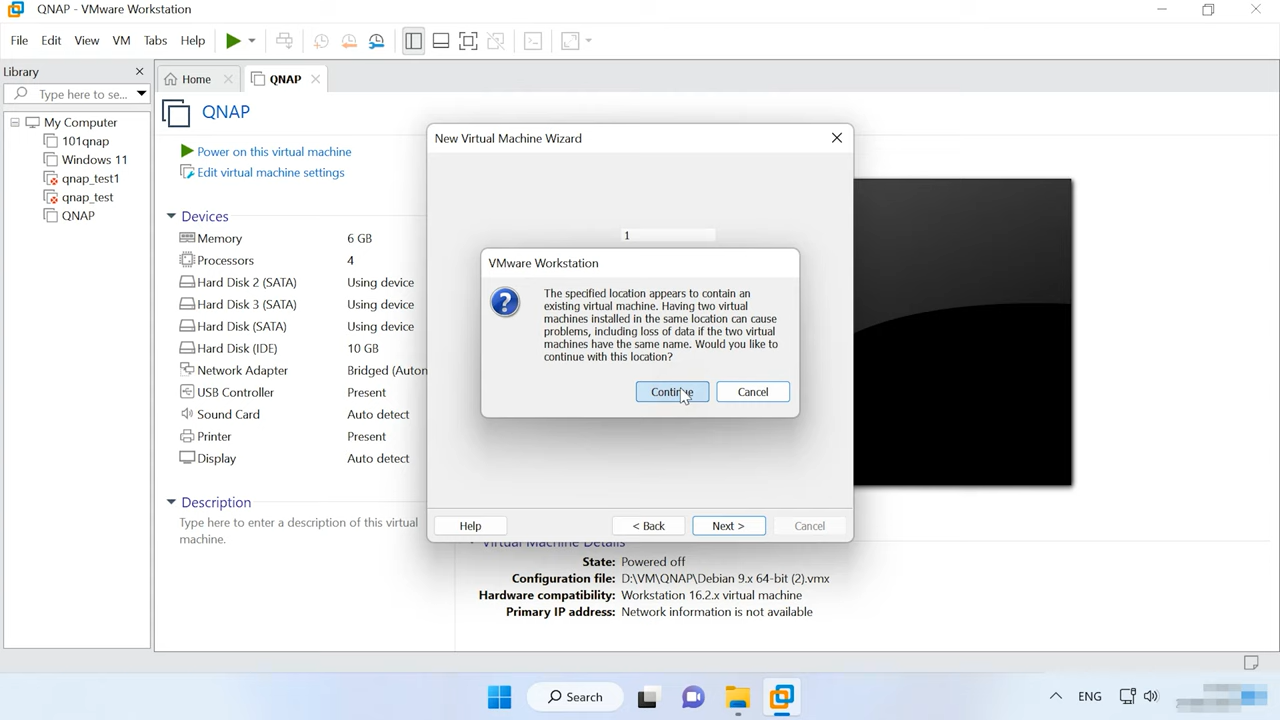 QNAP - VMware Workstation
File Edit View VM Tabs Help
Library
Type here to se...
My Computer
101qnap
Windows 11
qnap_test1
qnap_test
QNAP
Home
QNAP
QNAP
Power on this virtual machine
Edit virtual machine settings
Devices
Memory 6 GB
Processors 4
Hard Disk 2 (SATA) Using device
Hard Disk 3 (SATA) Using device
Hard Disk (SATA) Using device
Hard Disk (IDE) 10 GB
Network Adapter Bridged (Auton
USB Controller Present
Sound Card Auto detect
Printer Present
Display Auto detect
Description
Type here to enter a description of this virtual
machine.
New Virtual Machine Wizard
1
VMware Workstation
?
The specified location appears to contain an
existing virtual machine. Having two virtual
machines installed in the same location can cause
problems, including loss of data if the two virtual
machines have the same name. Would you like to
continue with this location?
Continue Cancel
Help < Back Next > Cancel
Virtual Machine Details
State: Powered off
Configuration file: D:\VM\QNAP\Debian 9.x 64-bit (2).vmx
Hardware compatibility: Workstation 16.2.x virtual machine
Primary IP address: Network information is not available
Search
ENG